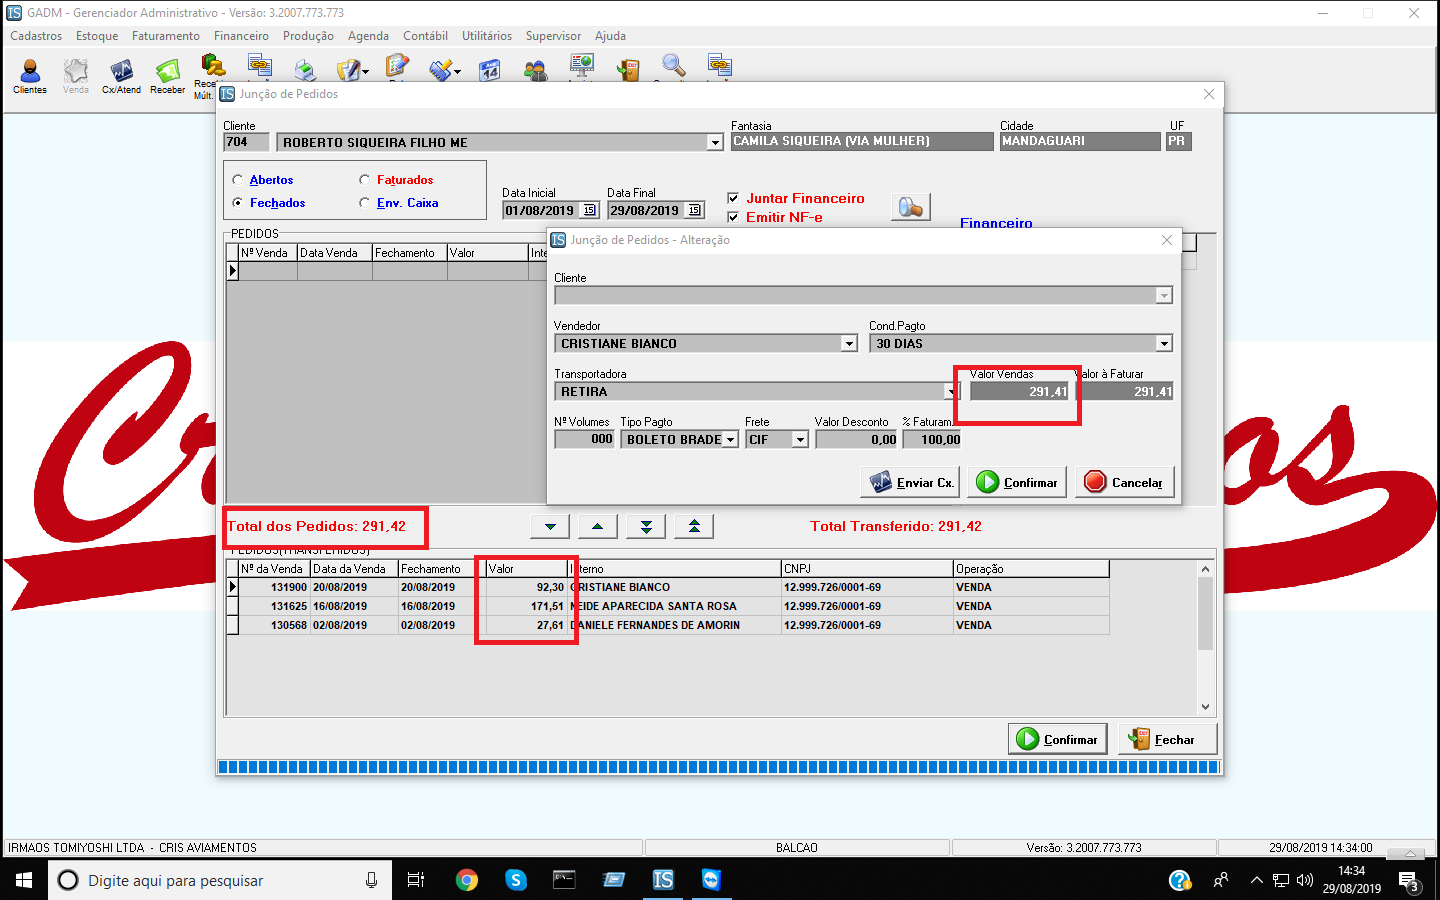 GADM - Gerenciador Administrativo - Versão: 3.2007.773.773
Cadastros Estoque Faturamento Financeiro Produção Agenda Contábil Utilitários Supervisor Ajuda
Clientes Venda Cx/Atend Receber
Múlt.
Junção de Pedidos
Cliente Fantasia Cidade UF
704 ROBERTO SIQUEIRA FILHO ME CAMILA SIQUEIRA (VIA MULHER) MANDAGUARI PR
Abertos Faturados
Fechados Env. Caixa
Data Inicial Data Final
01/08/2019 15 29/08/2019 15
Juntar Financeiro
Emitir NF-e
Financeiro
PEDIDOS
Nº Venda Data Venda Fechamento Valor
Junção de Pedidos - Alteração
Cliente
Vendedor Cond.Pagto
CRISTIANE BIANCO 30 DIAS
Transportadora Valor Vendas Valor à Faturar
RETIRA 291,41 291,41
Nº Volumes Tipo Pagto Frete Valor Desconto % Faturam.
000 BOLETO BRADE CIF 0,00 100,00
Enviar Cx. Confirmar Cancelar
Total dos Pedidos: 291,42 Total Transferido: 291,42
PEDIDOS(TRANSFERIDOS)
Nº da Venda Data da Venda Fechamento Valor Interno CNPJ Operação
131900 20/08/2019 20/08/2019 92,30 CRISTIANE BIANCO 12.999.726/0001-69 VENDA
131625 16/08/2019 16/08/2019 171,51 NEIDE APARECIDA SANTA ROSA 12.999.726/0001-69 VENDA
130568 02/08/2019 02/08/2019 27,61 DANIELE FERNANDES DE AMORIN 12.999.726/0001-69 VENDA
Confirmar Fechar
IRMAOS TOMIYOSHI LTDA - CRIS AVIAMENTOS BALCAO Versão: 3.2007.773.773 29/08/2019 14:34:00
Digite aqui para pesquisar
14:34
29/08/2019
3